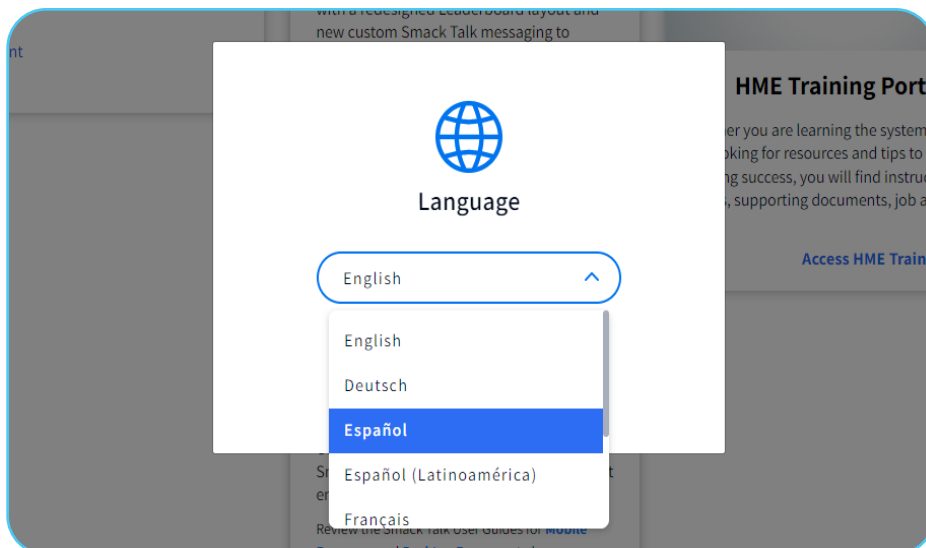 with a redesigned Leaderboard layout and
new custom Smack Talk messaging to
nt
HME Training Port
er you are learning the system
oking for resources and tips to
ng success, you will find instruc
, supporting documents, job a
Access HME Train
Language
English
English
Deutsch
Español
Español (Latinoamérica)
Français
Review the Smack Talk User Guides for Mobile